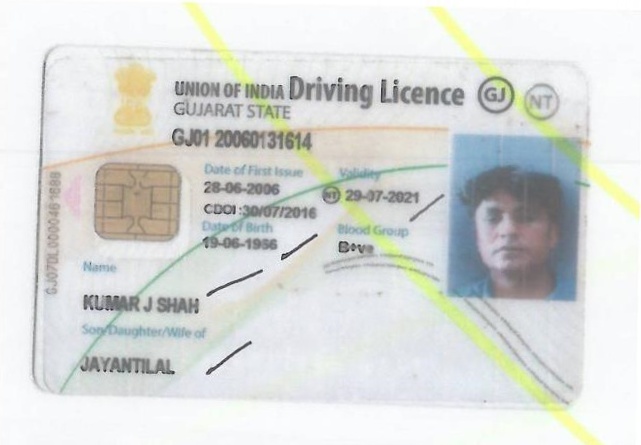 UNION OF INDIA Driving Licence GJ NT
GUJARAT STATE
GJ01 20060131614
Date of First Issue
28-06-2006
Validity
NT 29-07-2021
CDOI :30/07/2016
Date of Birth
19-06-1956
Blood Group
B+ve
Name
KUMAR J SHAH
Son/Daughter/Wife of
JAYANTILAL